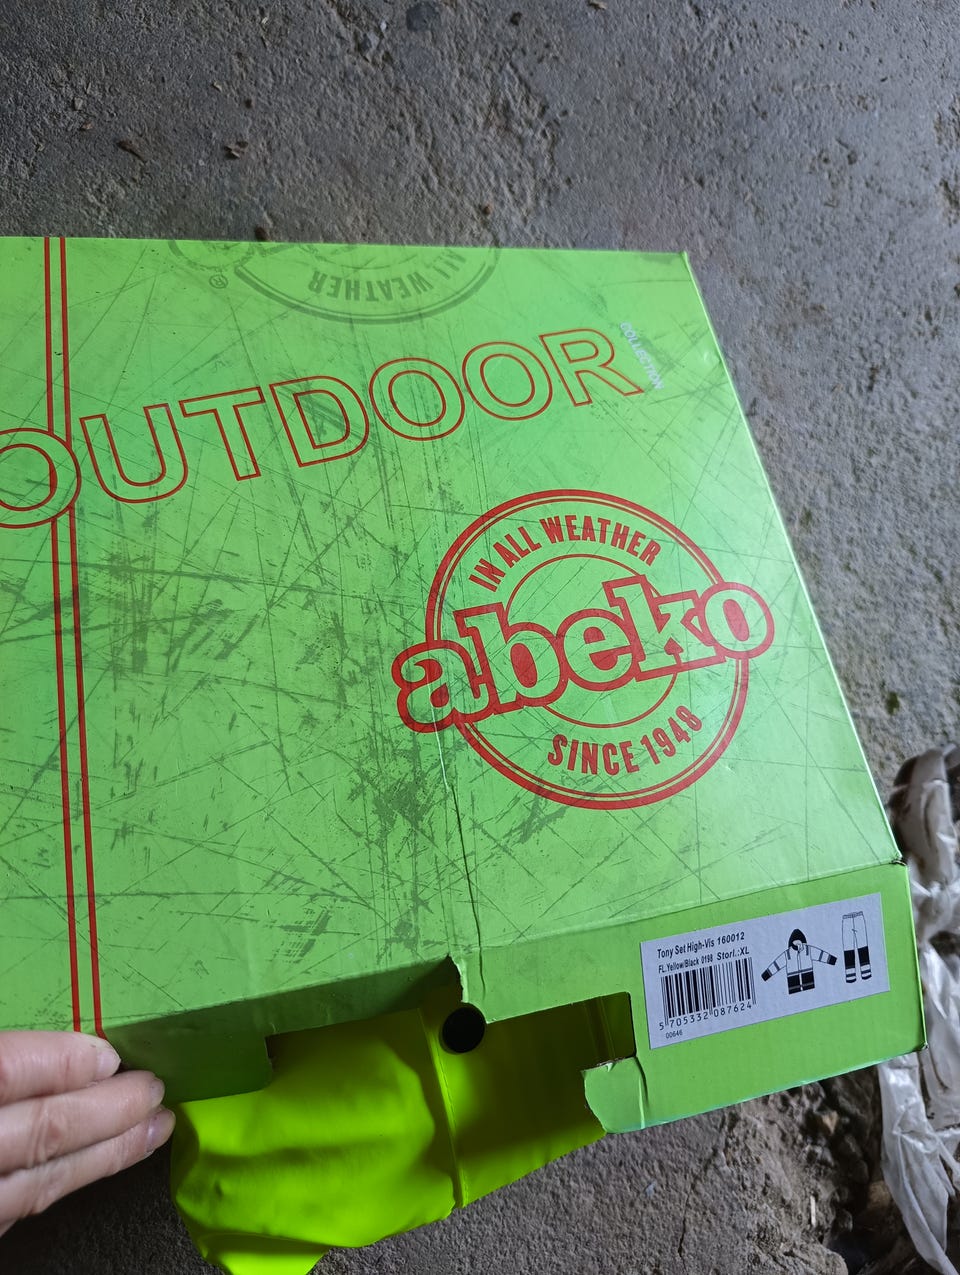 ALL WEATHER
®
OUTDOOR
COLLECTION
IN ALL WEATHER
abeko
SINCE 1948
Tony Set High-Vis 160012
FL.Yellow/Black 0198 Storl.:XL
5 705332 087624
00646